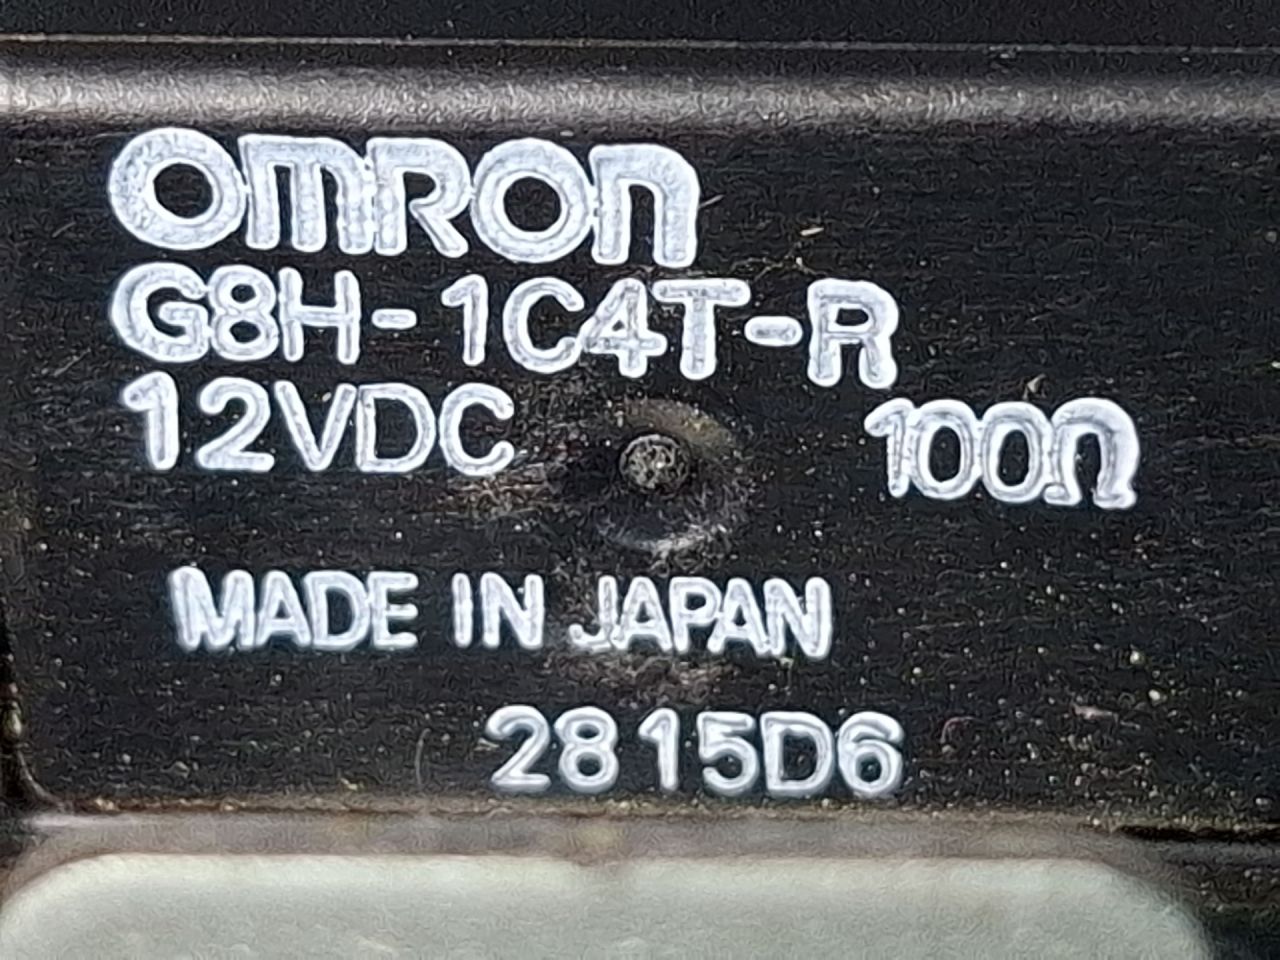 OMRON
G8H-1C4T-R
12VDC 100Ω
MADE IN JAPAN
2815D6